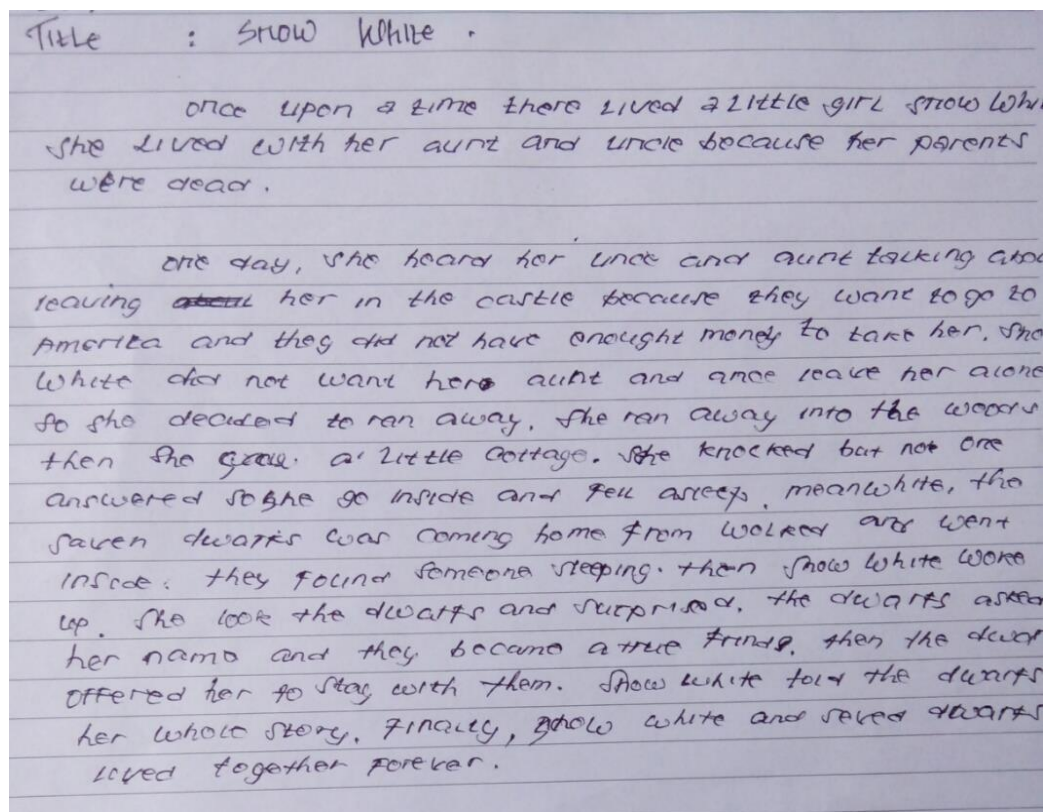 Title : Snow White .
once upon a time there lived a little girl snow Whi
she lived with her aunt and uncle because her parents
were dead.
one day, she heard her unce and aunt talking abou
leaving her in the castle because they want to go to
America and they did not have enought money to take her. Sno
White did not want here aunt and unce leave her alone
so she decided to ran away. she ran away into the woods
then she a little cottage. she knocked but not one
answered so she go inside and fell asleep. meanwhite, the
saven dwarfs was coming home from wolked and went
inside. they found someone sleeping. then snow white woke
up. she look the dwarfs and surprised. the dwarfs asked
her name and they became a true frinds. then the dwar
offered her to stay with them. snow white told the dwarfs
her whole story. Finally, snow white and seved dwarfs
lived together forever.